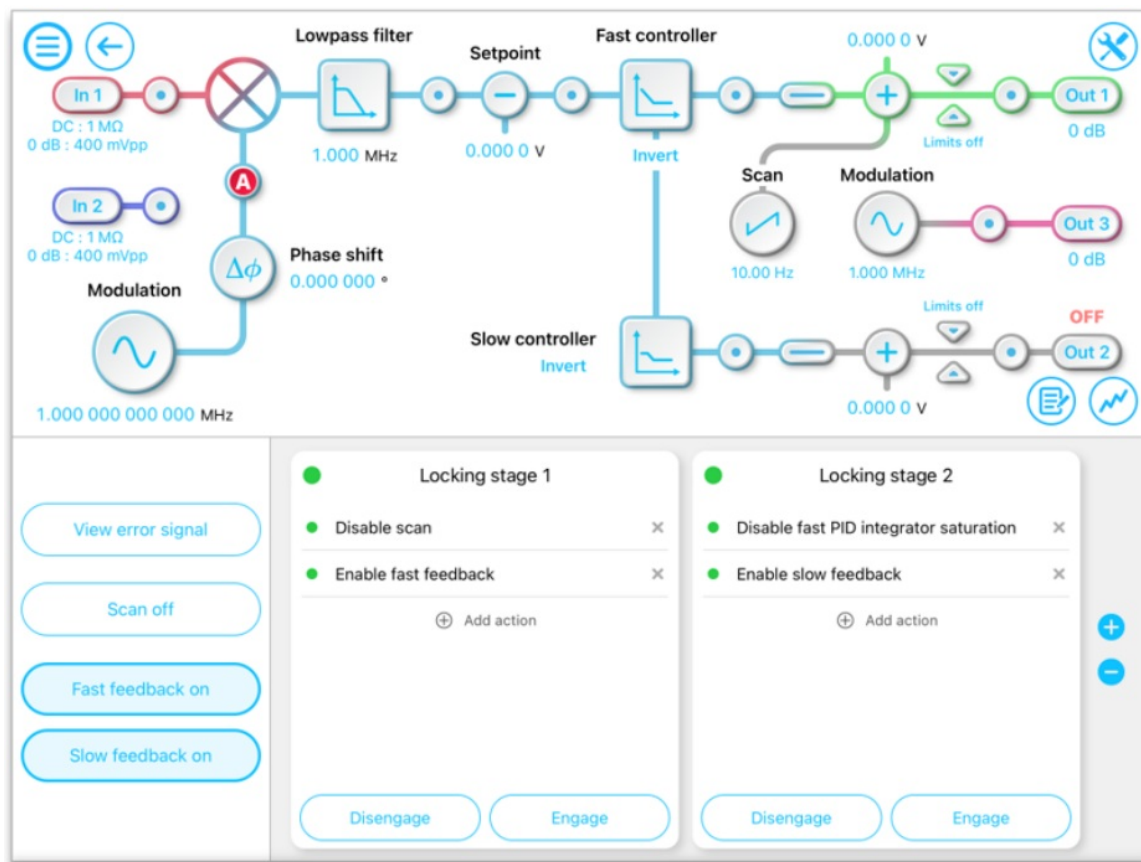 Lowpass filter
Setpoint
Fast controller
0.000 0 V
In 1
DC : 1 MΩ
0 dB : 400 mVpp
1.000 MHz
0.000 0 V
Invert
Limits off
Out 1
0 dB
A
In 2
DC : 1 MΩ
0 dB : 400 mVpp
Δϕ
Phase shift
0.000 000 °
Scan
10.00 Hz
Modulation
1.000 MHz
Out 3
0 dB
Modulation
1.000 000 000 000 MHz
Slow controller
Invert
Limits off
OFF
Out 2
0.000 0 V
View error signal
Scan off
Fast feedback on
Slow feedback on
Locking stage 1
Disable scan
Enable fast feedback
Add action
Disengage
Engage
Locking stage 2
Disable fast PID integrator saturation
Enable slow feedback
Add action
Disengage
Engage